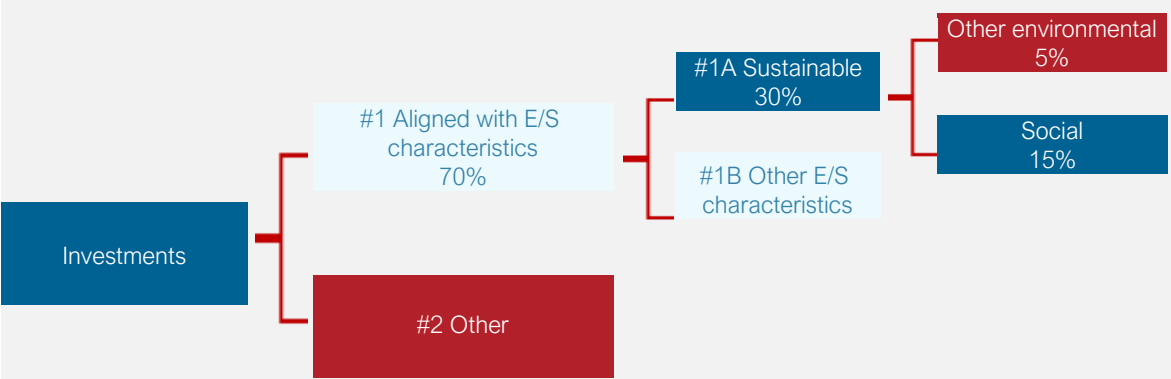 Investments
#1 Aligned with E/S
characteristics
70%
#2 Other
#1A Sustainable
30%
#1B Other E/S
characteristics
Other environmental
5%
Social
15%